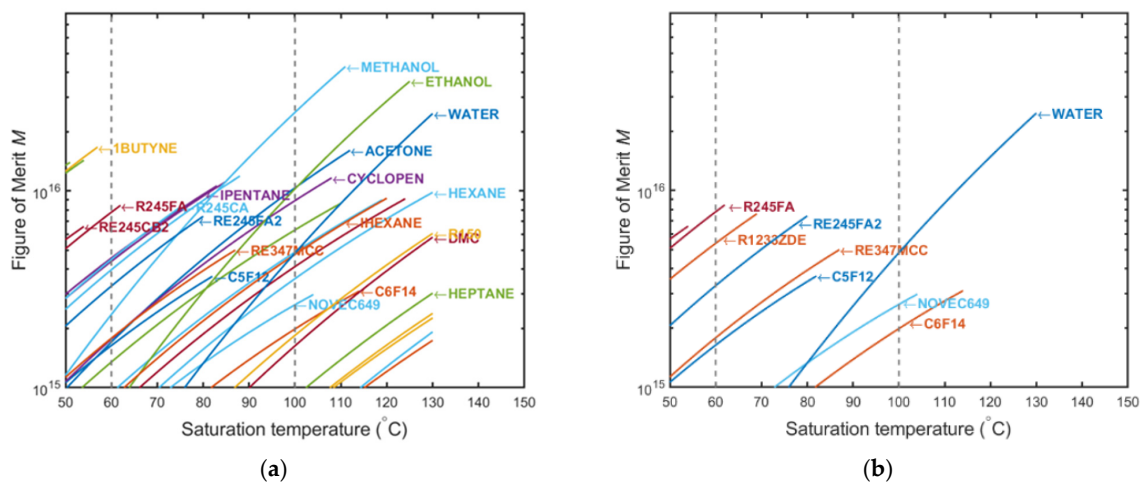 Figure of Merit M
10^16
10^15
←METHANOL
←ETHANOL
←WATER
←1BUTYNE
←ACETONE
←CYCLOPEN
←IPENTANE
←HEXANE
←R245FA
R245CA
←RE245CB2
←RE245FA2
←IHEXANE
←RE347MCC
←DMC
←C5F12
←C6F14
←NOVEC649
←HEPTANE
50 60 70 80 90 100 110 120 130 140 150
Saturation temperature (°C)
(a)
Figure of Merit M
10^16
10^15
←WATER
←R245FA
←RE245FA2
←R1233ZDE
←RE347MCC
←C5F12
←NOVEC649
←C6F14
50 60 70 80 90 100 110 120 130 140 150
Saturation temperature (°C)
(b)